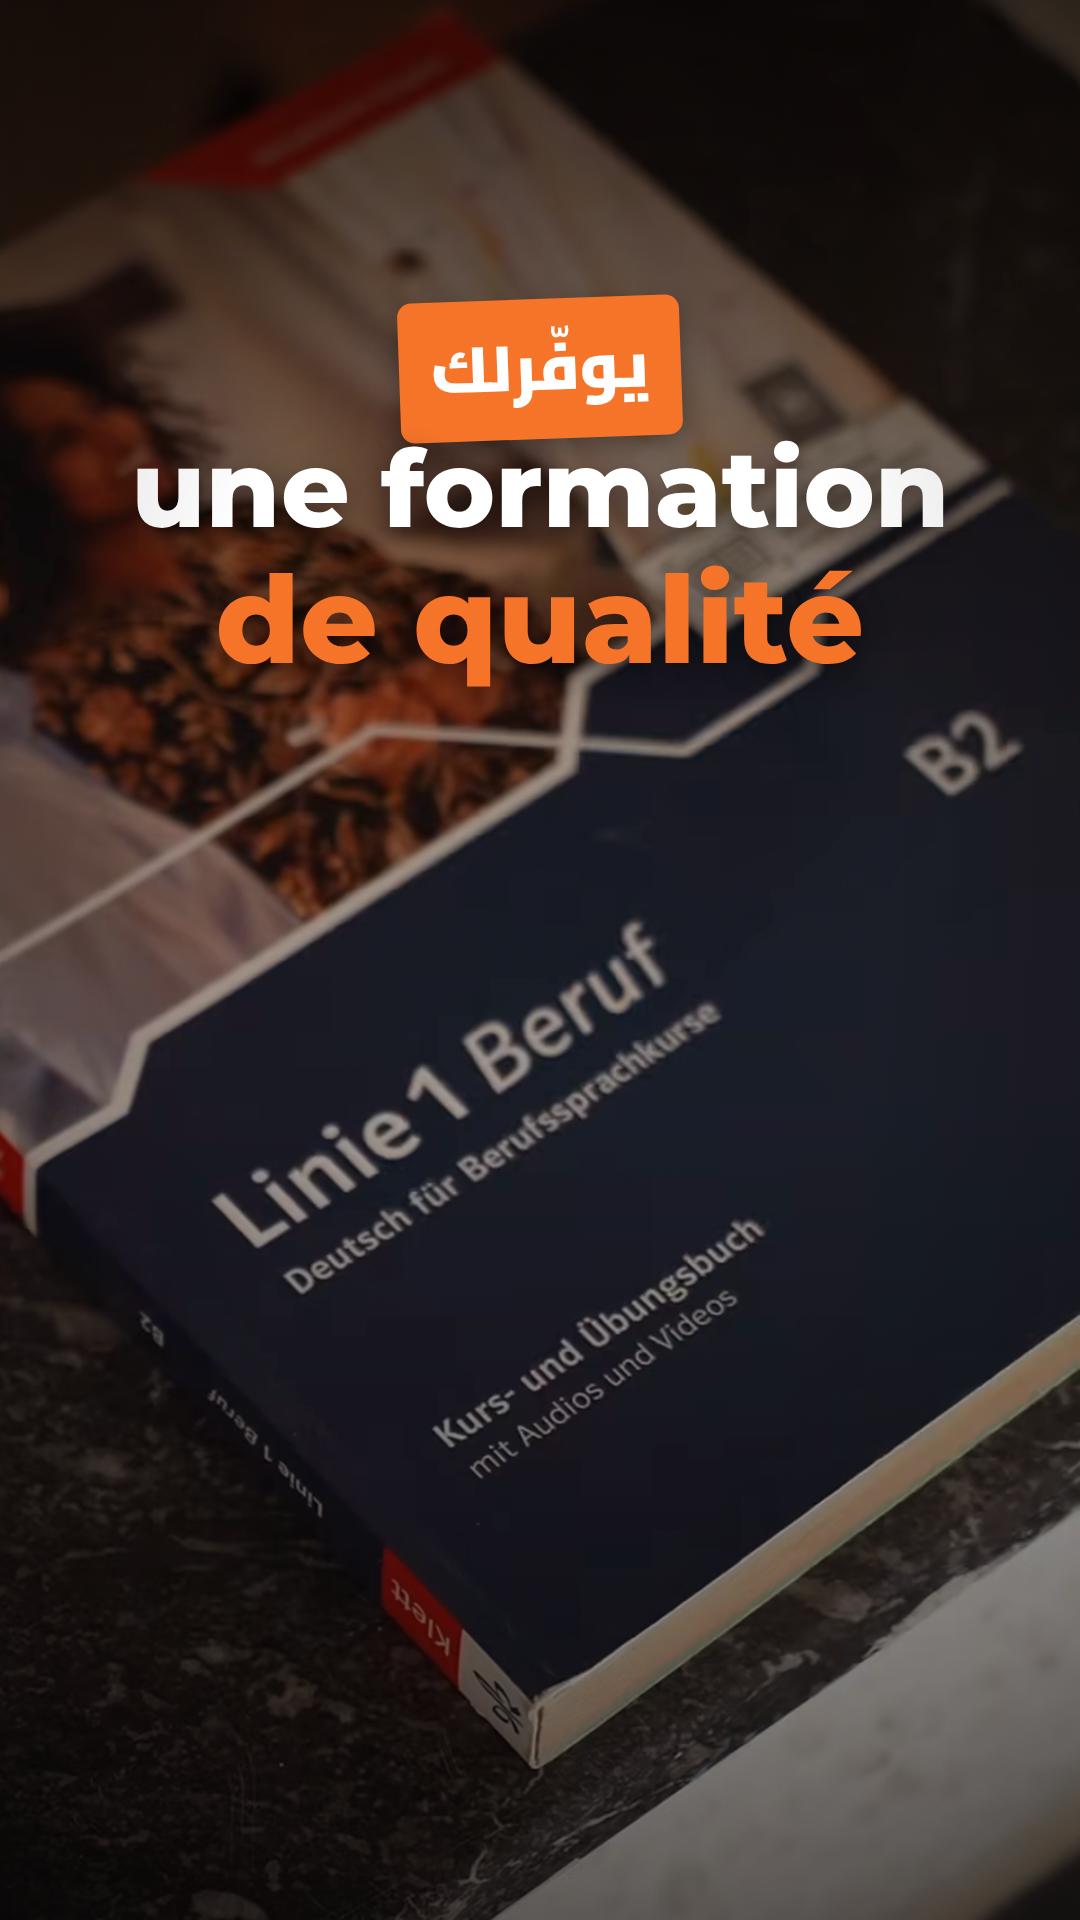 يوفّرلك
une formation
de qualité
B2
Linie 1 Beruf
Deutsch für Berufssprachkurse
Kurs- und Übungsbuch
mit Audios und Videos
B2
Linie 1 Beruf
Klett